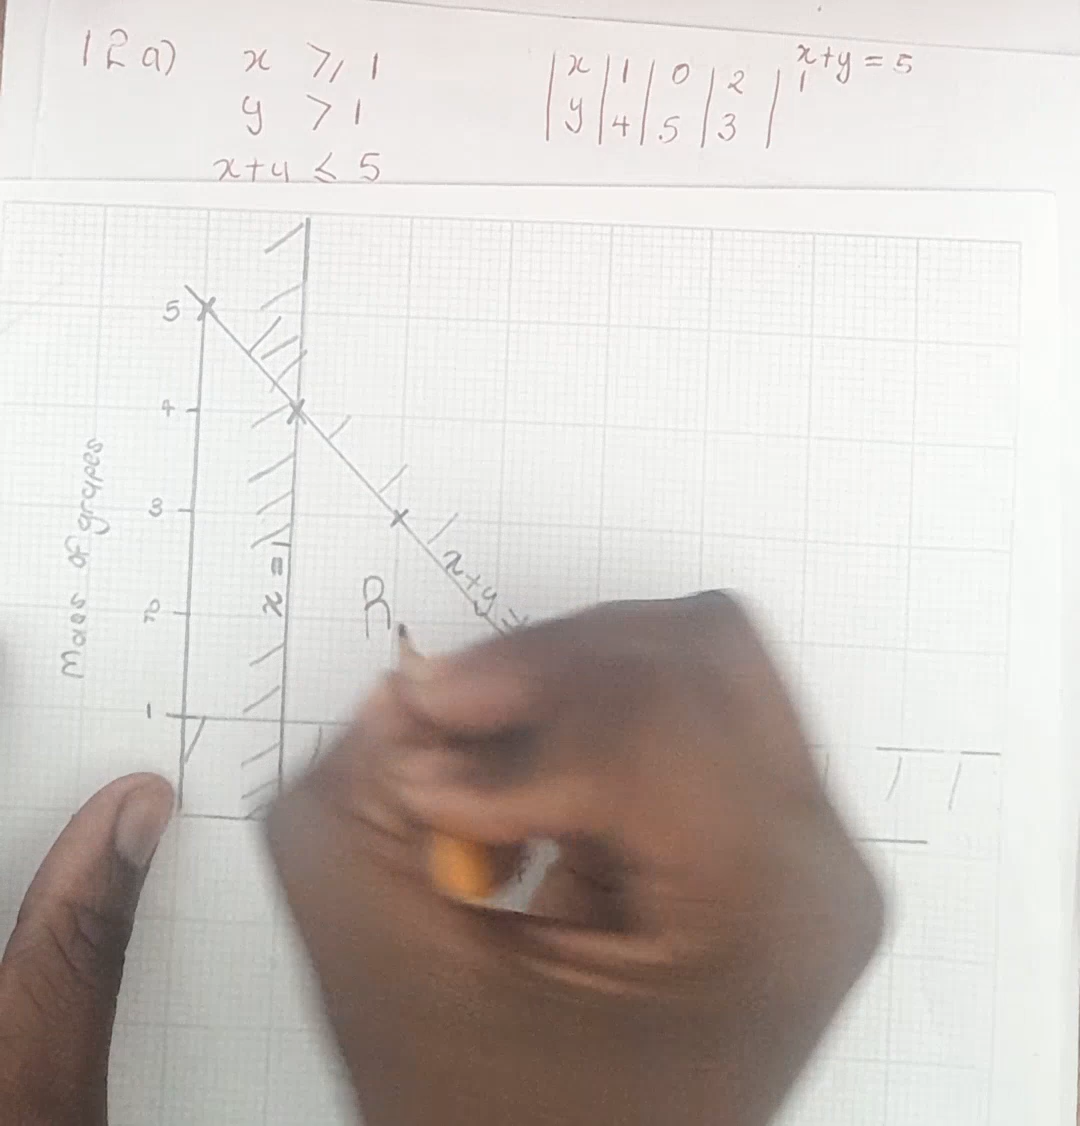 12 a) x ⩾ 1
y > 1
x+y ⩽ 5
x+y = 5
x | 1 | 0 | 2 |
y | 4 | 5 | 3 |
5
4
3
2
1
Mass of grapes
x = 1
x+y =
R